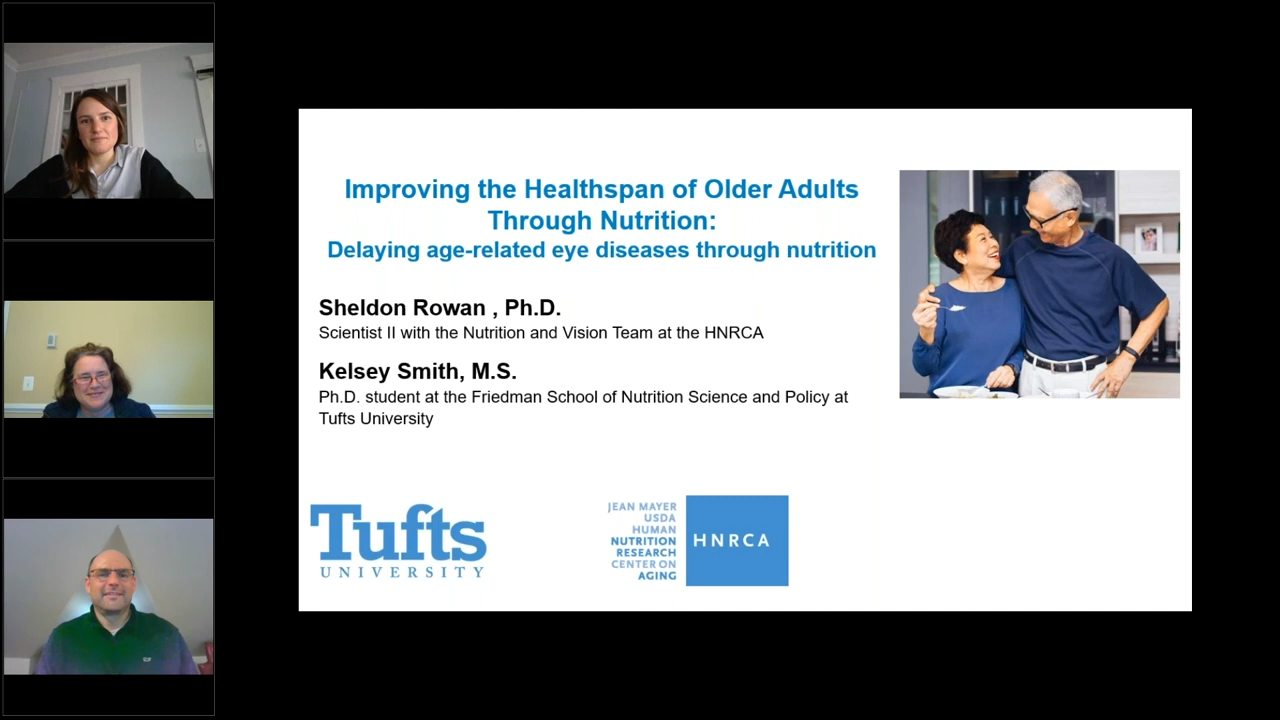 Improving the Healthspan of Older Adults
Through Nutrition:
Delaying age-related eye diseases through nutrition
Sheldon Rowan , Ph.D.
Scientist II with the Nutrition and Vision Team at the HNRCA
Kelsey Smith, M.S.
Ph.D. student at the Friedman School of Nutrition Science and Policy at
Tufts University
Tufts
UNIVERSITY
JEAN MAYER
USDA
HUMAN
NUTRITION
RESEARCH
CENTER ON
AGING
HNRCA